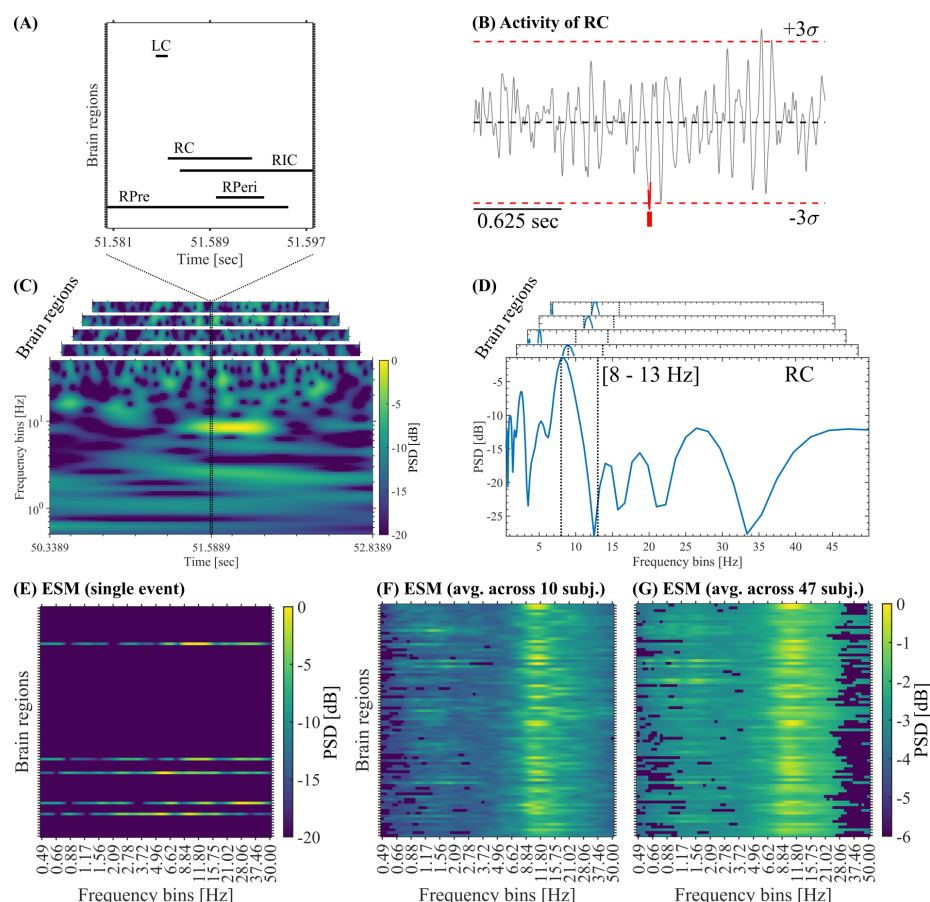 (A)
LC
RC
RIC
RPeri
RPre
Brain regions
51.581 51.589 51.597
Time [sec]
(B) Activity of RC
+3σ
-3σ
0.625 sec
(C)
Brain regions
Frequency bins [Hz]
10¹
10⁰
50.3389 51.5889 52.8389
Time [sec]
0
-5
-10
-15
-20
PSD [dB]
(D)
Brain regions
[8 - 13 Hz] RC
PSD [dB]
-5
-10
-15
-20
-25
5 10 15 20 25 30 35 40 45
Frequency bins [Hz]
(E) ESM (single event)
Brain regions
0.49 0.66 0.88 1.17 1.56 2.09 2.78 3.72 4.96 6.62 8.84 11.80 15.75 21.02 28.06 37.46 50.00
Frequency bins [Hz]
0
-5
-10
-15
-20
PSD [dB]
(F) ESM (avg. across 10 subj.)
Brain regions
0.49 0.66 0.88 1.17 1.56 2.09 2.78 3.72 4.96 6.62 8.84 11.80 15.75 21.02 28.06 37.46 50.00
Frequency bins [Hz]
(G) ESM (avg. across 47 subj.)
0.49 0.66 0.88 1.17 1.56 2.09 2.78 3.72 4.96 6.62 8.84 11.80 15.75 21.02 28.06 37.46 50.00
Frequency bins [Hz]
0
-1
-2
-3
-4
-5
-6
PSD [dB]